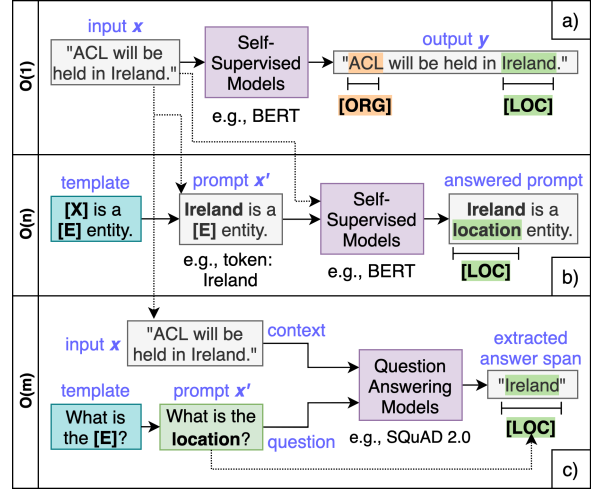 a)
O(1)
input x
"ACL will be
held in Ireland."
Self-
Supervised
Models
e.g., BERT
output y
"ACL will be held in Ireland."
[ORG]
[LOC]
O(n)
template
[X] is a
[E] entity.
prompt x'
Ireland is a
[E] entity.
e.g., token:
Ireland
Self-
Supervised
Models
e.g., BERT
answered prompt
Ireland is a
location entity.
[LOC]
b)
O(m)
input x
"ACL will be
held in Ireland."
context
template
What is
the [E]?
prompt x'
What is the
location?
question
Question
Answering
Models
e.g., SQuAD 2.0
extracted
answer span
"Ireland"
[LOC]
c)